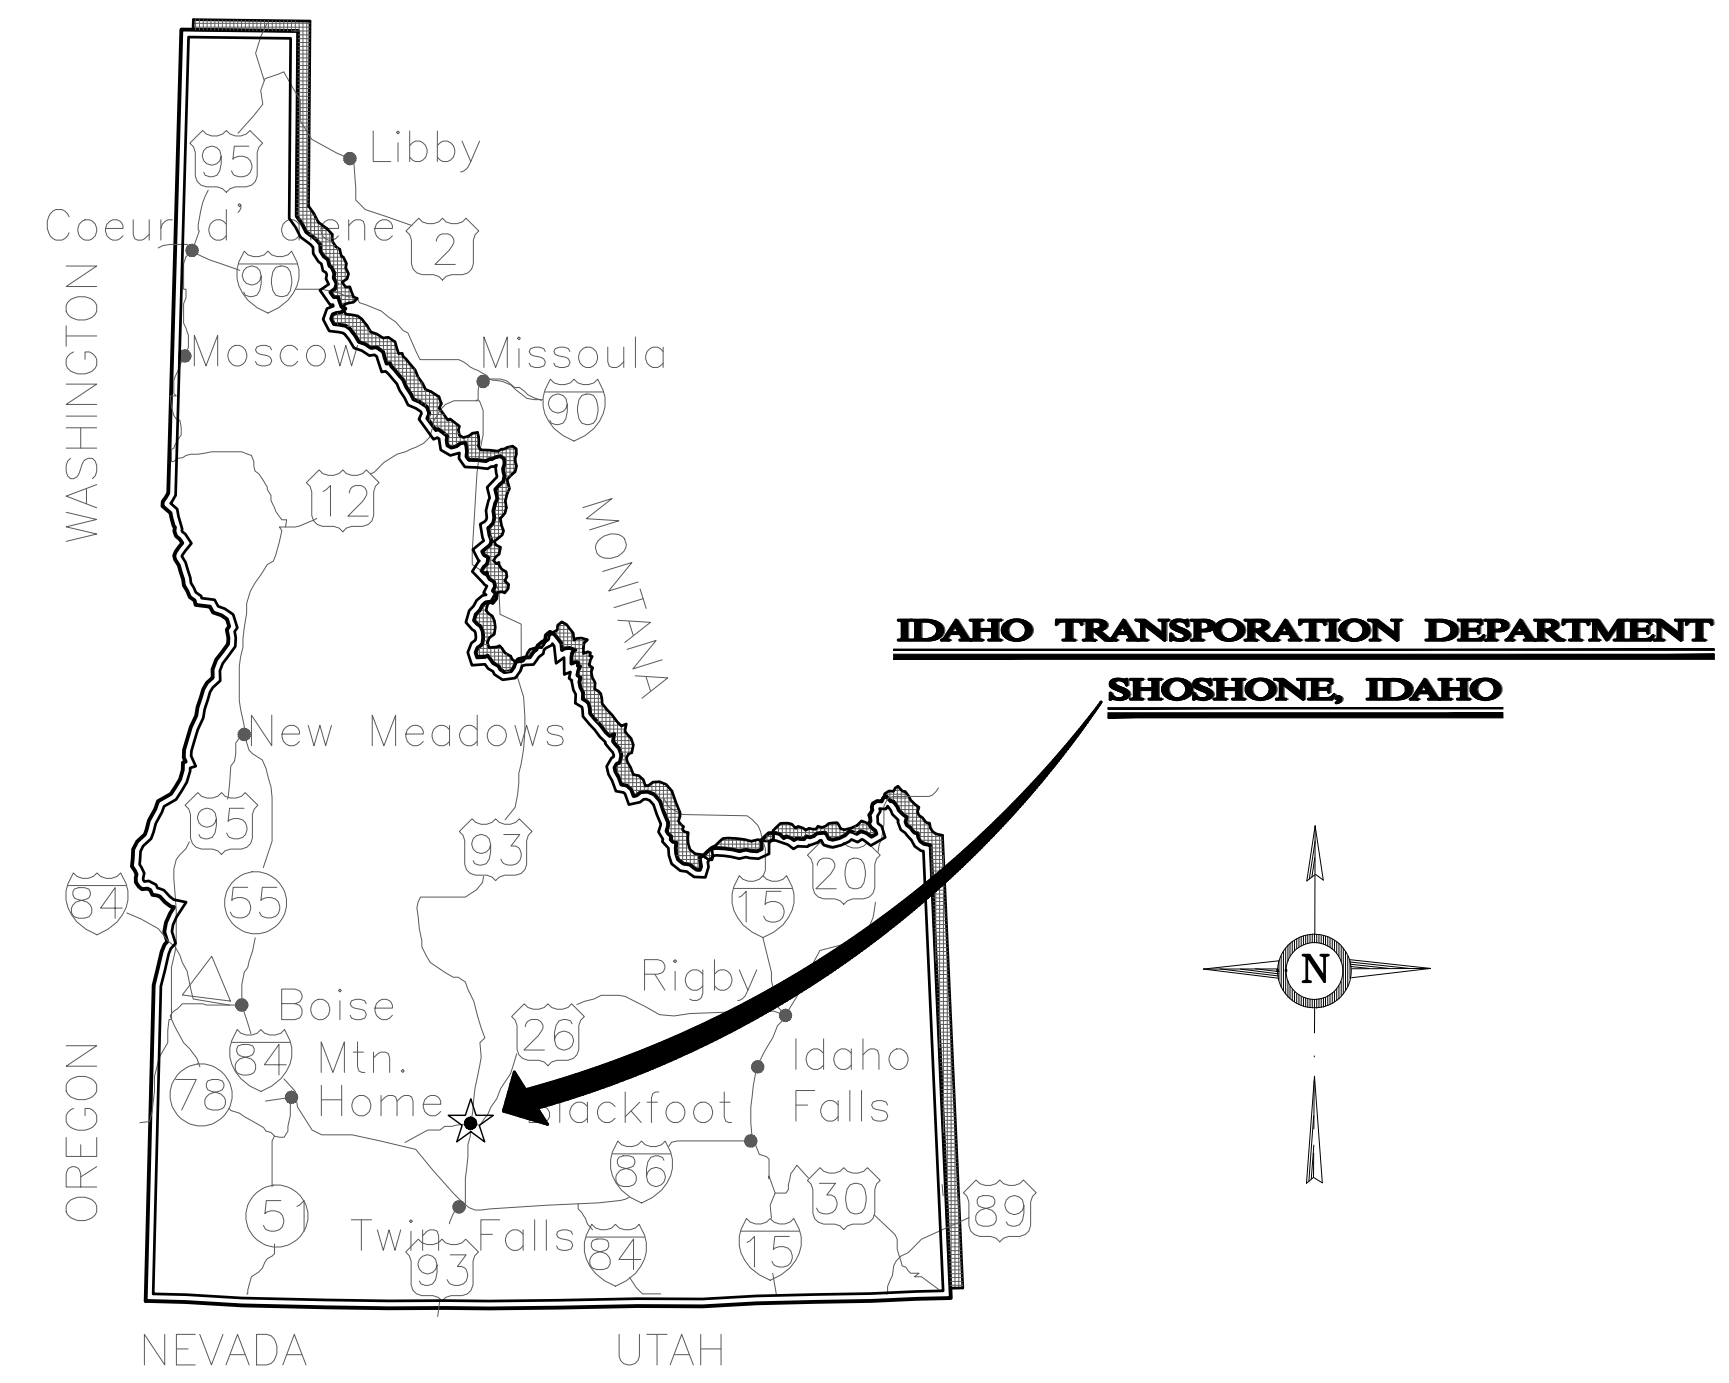 95
Libby
Coeur d' alene
2
90
WASHINGTON
Moscow
Missoula
90
12
MONTANA
IDAHO TRANSPORATION DEPARTMENT
SHOSHONE, IDAHO
New Meadows
95
93
20
84
55
15
Rigby
N
Boise
26
84
Mtn.
Home
78
Idaho
Falls
Blackfoot
OREGON
86
30
89
51
Twin Falls
93
84
15
NEVADA
UTAH